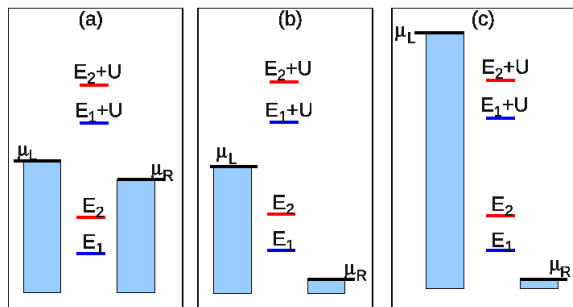 (a)
E₂+U
E₁+U
μL
μR
E₂
E₁
(b)
E₂+U
E₁+U
μL
E₂
E₁
μR
(c)
μL
E₂+U
E₁+U
E₂
E₁
μR